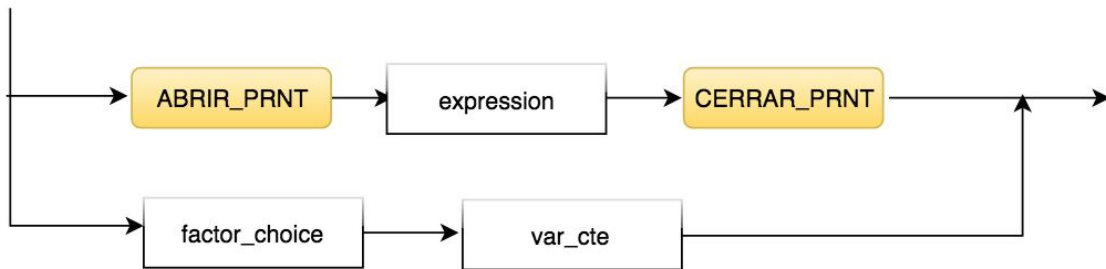 ABRIR_PRNT
expression
CERRAR_PRNT
factor_choice
var_cte